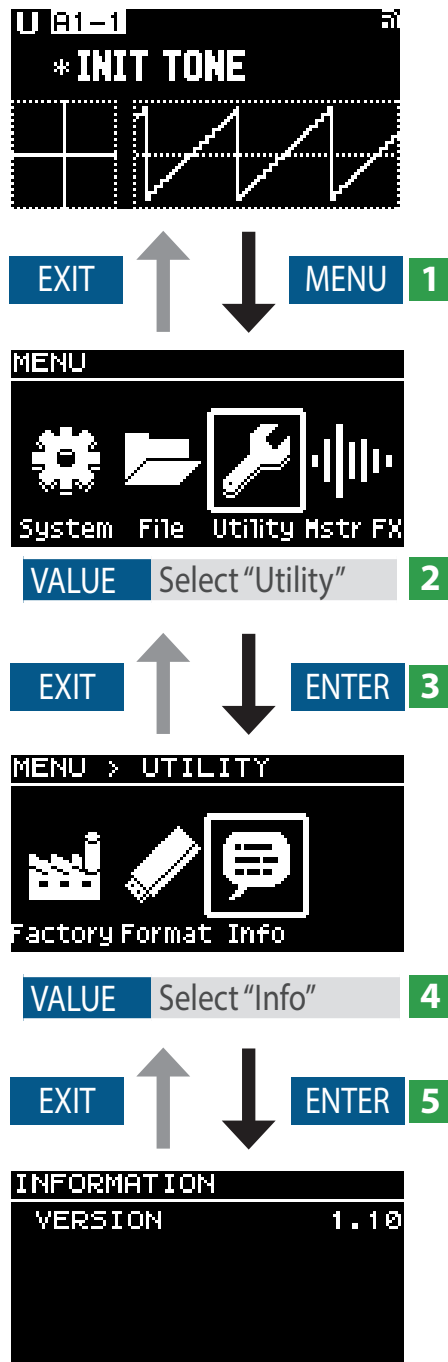 U A1-1
*INIT TONE
EXIT MENU 1
MENU
System File Utility Mstr FX
VALUE Select “Utility” 2
EXIT ENTER 3
MENU > UTILITY
Factory Format Info
VALUE Select “Info” 4
EXIT ENTER 5
INFORMATION
VERSION 1.10